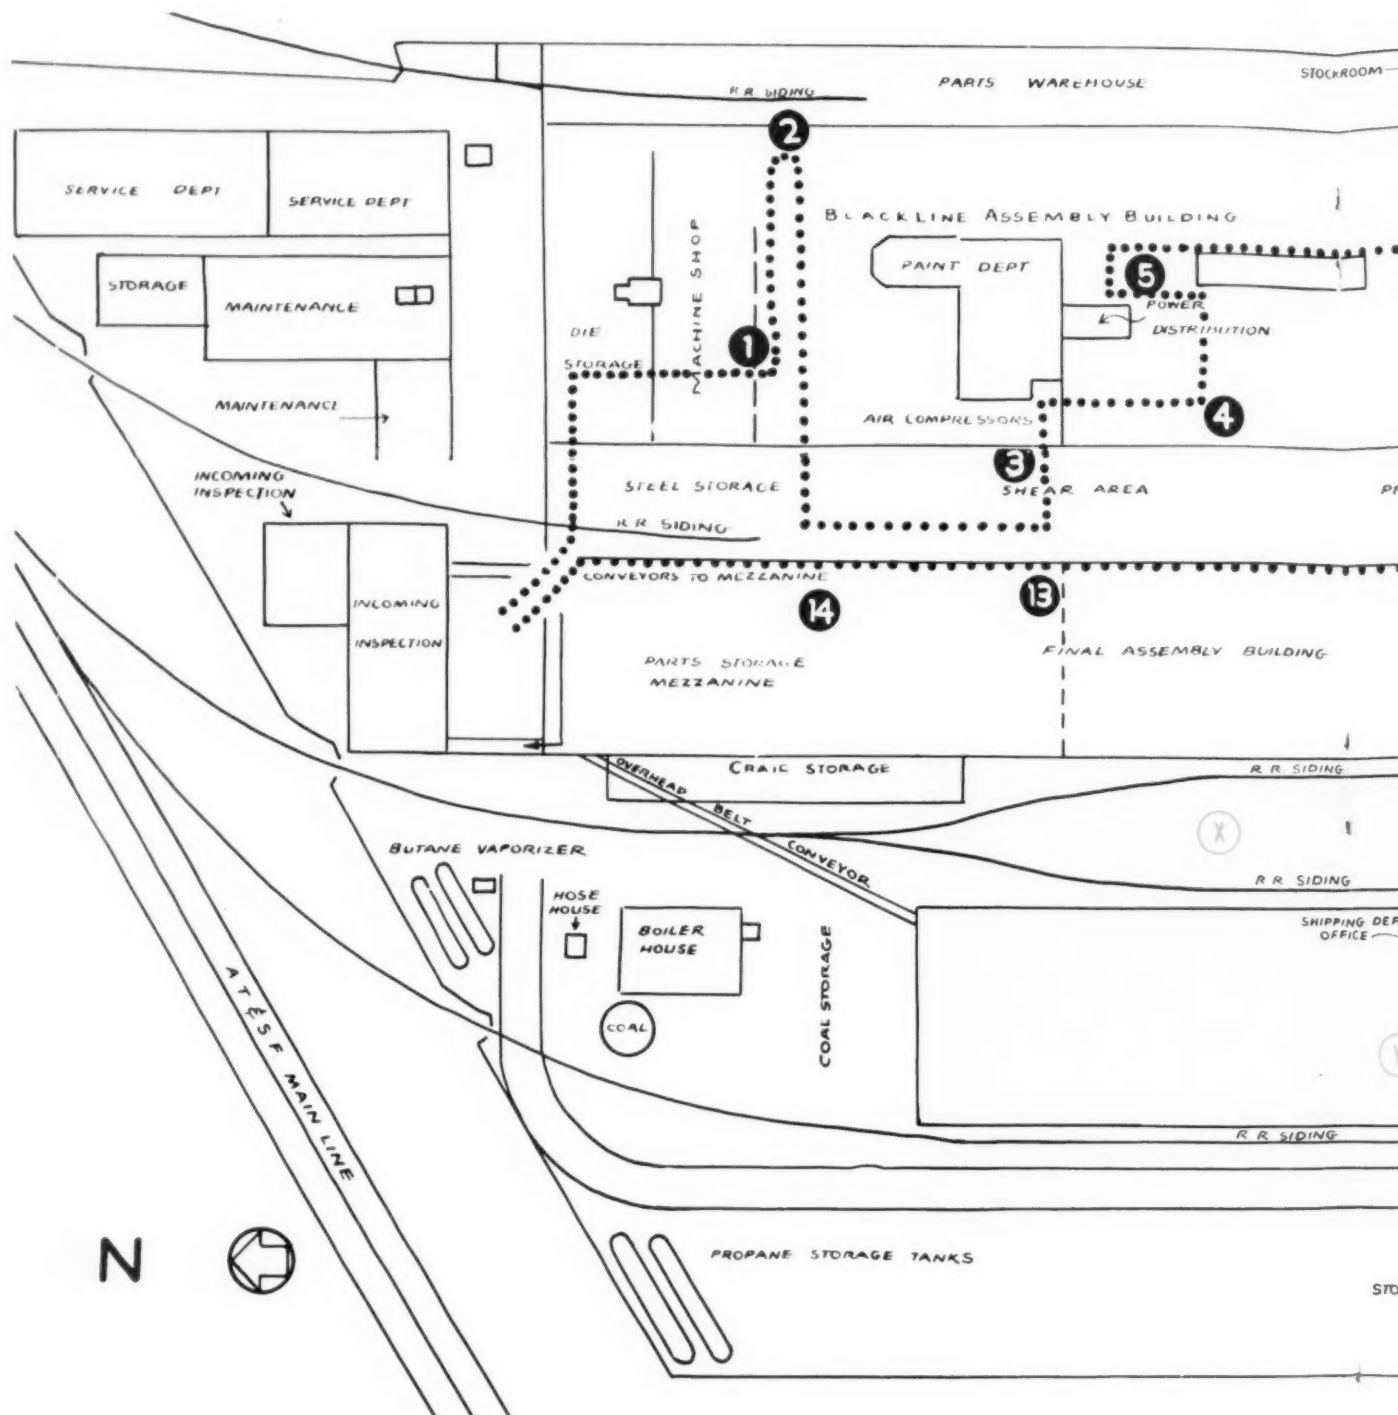 PARTS WAREHOUSE
STOCKROOM
R.R. SIDING
2
SERVICE DEPT
SERVICE DEPT
BLACKLINE ASSEMBLY BUILDING
MACHINE SHOP
PAINT DEPT
5
STORAGE
MAINTENANCE
POWER
DISTRIBUTION
DIE
STORAGE
1
MAINTENANCE
AIR COMPRESSORS
4
3
INCOMING
INSPECTION
STEEL STORAGE
SHEAR AREA
R R SIDING
CONVEYORS TO MEZZANINE
14
13
INCOMING
INSPECTION
PARTS STORAGE
MEZZANINE
FINAL ASSEMBLY BUILDING
CRATE STORAGE
R R SIDING
OVERHEAD BELT CONVEYOR
X
BUTANE VAPORIZER
R R SIDING
HOSE
HOUSE
BOILER
HOUSE
COAL STORAGE
SHIPPING
OFFICE
COAL
A T & S F MAIN LINE
R R SIDING
N
PROPANE STORAGE TANKS